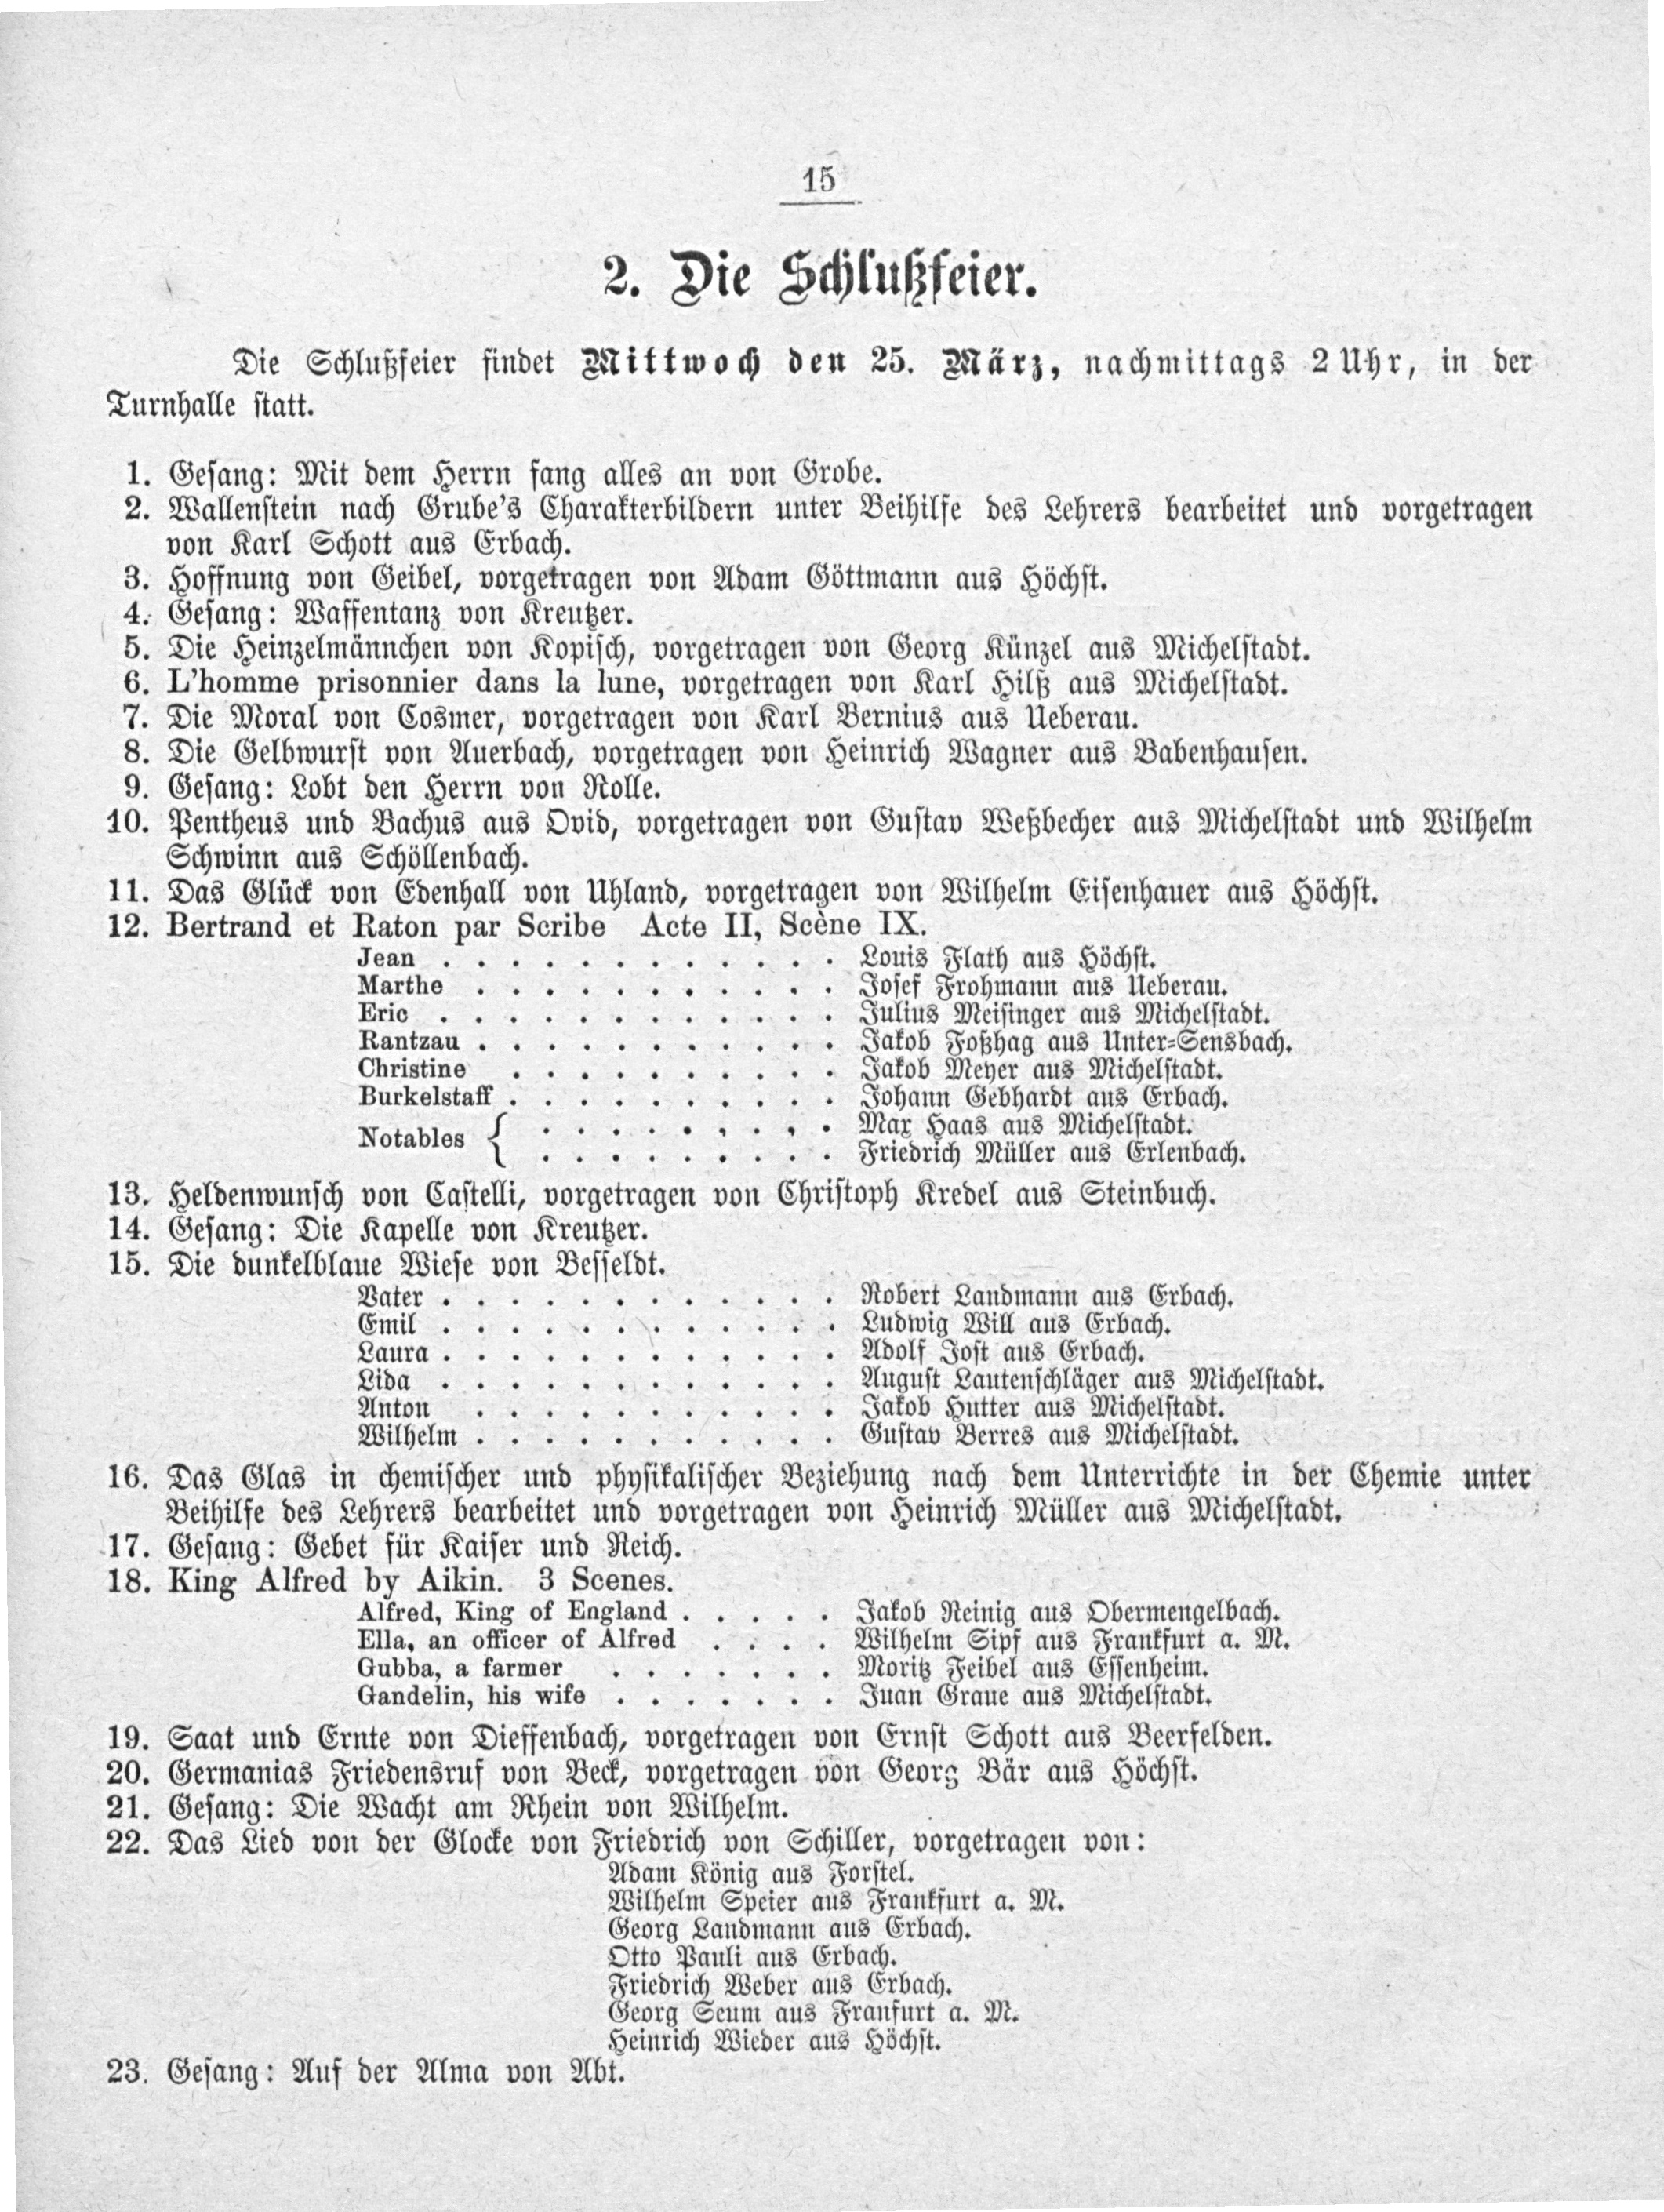 15
2. Die Schlußfeier.
Die Schlußfeier findet Mittwoch den 25. März, nachmittags 2 Uhr, in der
Turnhalle statt.
1. Gesang: Mit dem Herrn fang alles an von Grobe.
2. Wallenstein nach Grube's Charakterbildern unter Beihilfe des Lehrers bearbeitet und vorgetragen
von Karl Schott aus Erbach.
3. Hoffnung von Geibel, vorgetragen von Adam Göttmann aus Höchst.
4. Gesang: Waffentanz von Kreutzer.
5. Die Heinzelmännchen von Kopisch, vorgetragen von Georg Künzel aus Michelstadt.
6. L'homme prisonnier dans la lune, vorgetragen von Karl Hilß aus Michelstadt.
7. Die Moral von Cosmer, vorgetragen von Karl Bernius aus Ueberau.
8. Die Gelbwurst von Auerbach, vorgetragen von Heinrich Wagner aus Babenhausen.
9. Gesang: Lobt den Herrn von Rolle.
10. Pentheus und Bachus aus Ovid, vorgetragen von Gustav Weßbecher aus Michelstadt und Wilhelm
Schwinn aus Schöllenbach.
11. Das Glück von Edenhall von Uhland, vorgetragen von Wilhelm Eisenhauer aus Höchst.
12. Bertrand et Raton par Scribe Acte II, Scène IX.
Jean . . . . . . . . . . . . Louis Flath aus Höchst.
Marthe . . . . . . . . . . . Josef Frohmann aus Ueberau.
Eric . . . . . . . . . . . . Julius Meisinger aus Michelstadt.
Rantzau . . . . . . . . . . . Jakob Foßhag aus Unter-Sensbach.
Christine . . . . . . . . . . Jakob Meyer aus Michelstadt.
Burkelstaff . . . . . . . . . . Johann Gebhardt aus Erbach.
Notables { . . . . . . . . . Max Haas aus Michelstadt.
. . . . . . . . . Friedrich Müller aus Erlenbach.
13. Heldenwunsch von Castelli, vorgetragen von Christoph Kredel aus Steinbuch.
14. Gesang: Die Kapelle von Kreutzer.
15. Die dunkelblaue Wiese von Besseldt.
Vater . . . . . . . . . . . . Robert Landmann aus Erbach.
Emil . . . . . . . . . . . . Ludwig Will aus Erbach.
Laura . . . . . . . . . . . . Adolf Jost aus Erbach.
Lida . . . . . . . . . . . . August Lautenschläger aus Michelstadt.
Anton . . . . . . . . . . . Jakob Hutter aus Michelstadt.
Wilhelm . . . . . . . . . . . Gustav Berres aus Michelstadt.
16. Das Glas in chemischer und physikalischer Beziehung nach dem Unterrichte in der Chemie unter
Beihilfe des Lehrers bearbeitet und vorgetragen von Heinrich Müller aus Michelstadt.
17. Gesang: Gebet für Kaiser und Reich.
18. King Alfred by Aikin. 3 Scenes.
Alfred, King of England . . . . . Jakob Reinig aus Obermengelbach.
Ella, an officer of Alfred . . . . Wilhelm Sipf aus Frankfurt a. M.
Gubba, a farmer . . . . . . . Moritz Feibel aus Essenheim.
Gandelin, his wife . . . . . . . Juan Graue aus Michelstadt.
19. Saat und Ernte von Dieffenbach, vorgetragen von Ernst Schott aus Beerfelden.
20. Germanias Friedensruf von Beck, vorgetragen von Georg Bär aus Höchst.
21. Gesang: Die Wacht am Rhein von Wilhelm.
22. Das Lied von der Glocke von Friedrich von Schiller, vorgetragen von:
Adam König aus Forstel.
Wilhelm Speier aus Frankfurt a. M.
Georg Landmann aus Erbach.
Otto Pauli aus Erbach.
Friedrich Weber aus Erbach.
Georg Scum aus Franfurt a. M.
Heinrich Wieder aus Höchst.
23. Gesang: Auf der Alma von Abt.